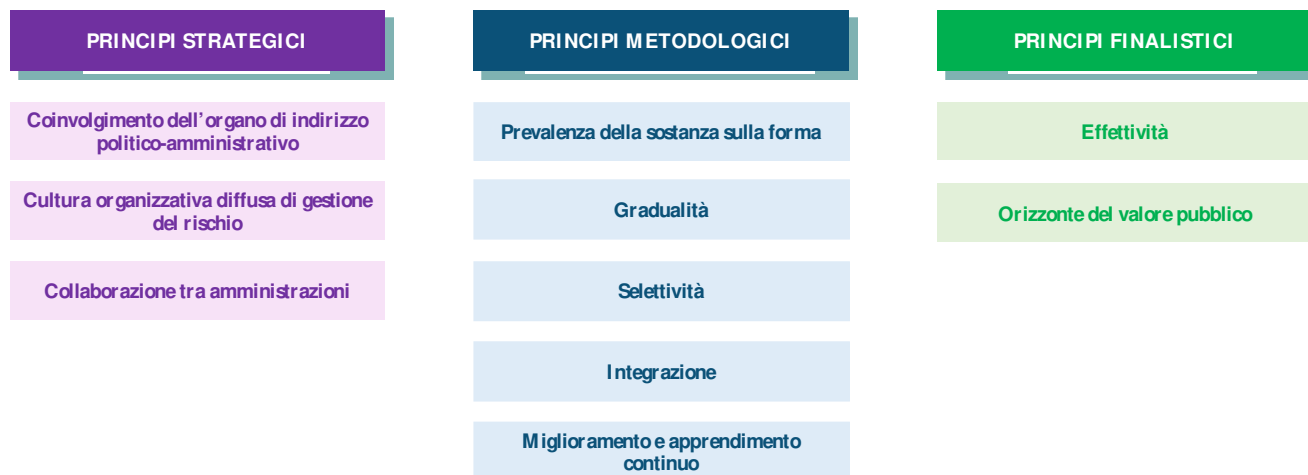 PRINCIPI STRATEGICI
Coinvolgimento dell'organo di indirizzo
politico-amministrativo
Cultura organizzativa diffusa di gestione
del rischio
Collaborazione tra amministrazioni
PRINCIPI METODOLOGICI
Prevalenza della sostanza sulla forma
Gradualità
Selettività
Integrazione
Miglioramento e apprendimento
continuo
PRINCIPI FINALISTICI
Effettività
Orizzonte del valore pubblico